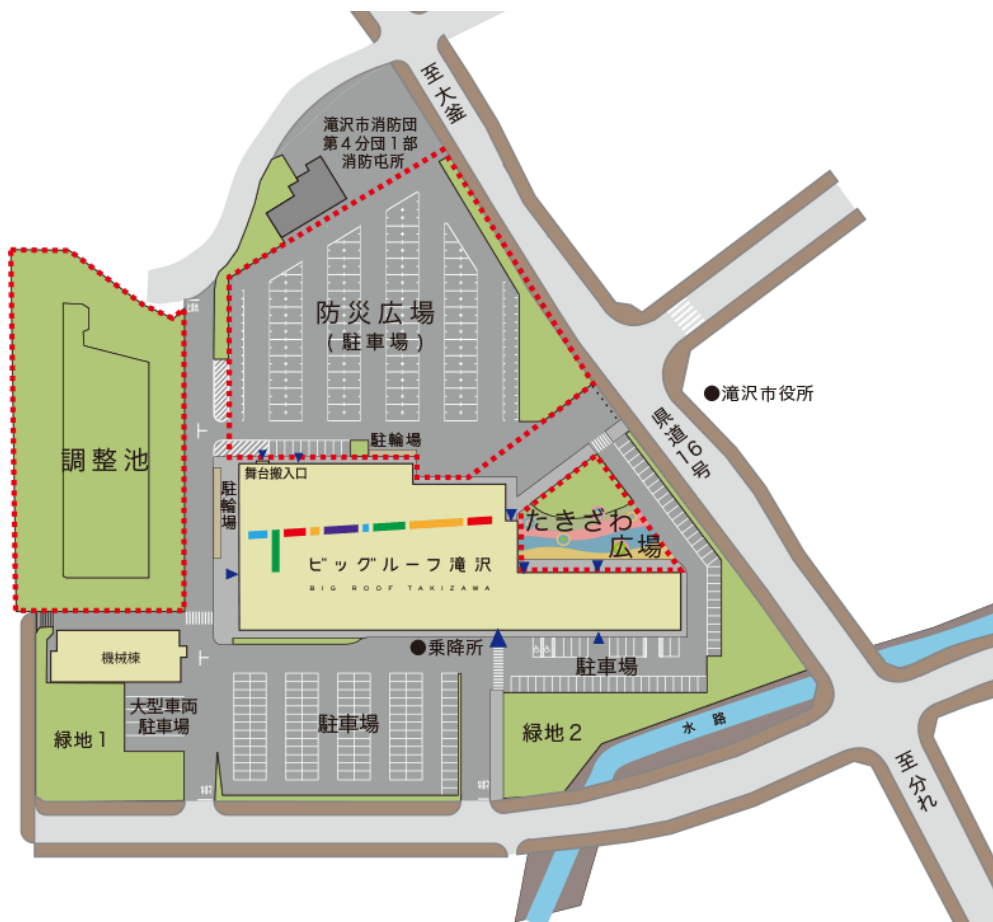 至大釜
滝沢市消防団
第4分団1部
消防屯所
防災広場
(駐車場)
●滝沢市役所
県道16号
駐輪場
調整池
舞台搬入口
駐輪場
たきざわ
広場
ビッグルーフ滝沢
BIG ROOF TAKIZAWA
●乗降所
機械棟
駐車場
大型車両
駐車場
駐車場
緑地1
緑地2
水路
至分れ